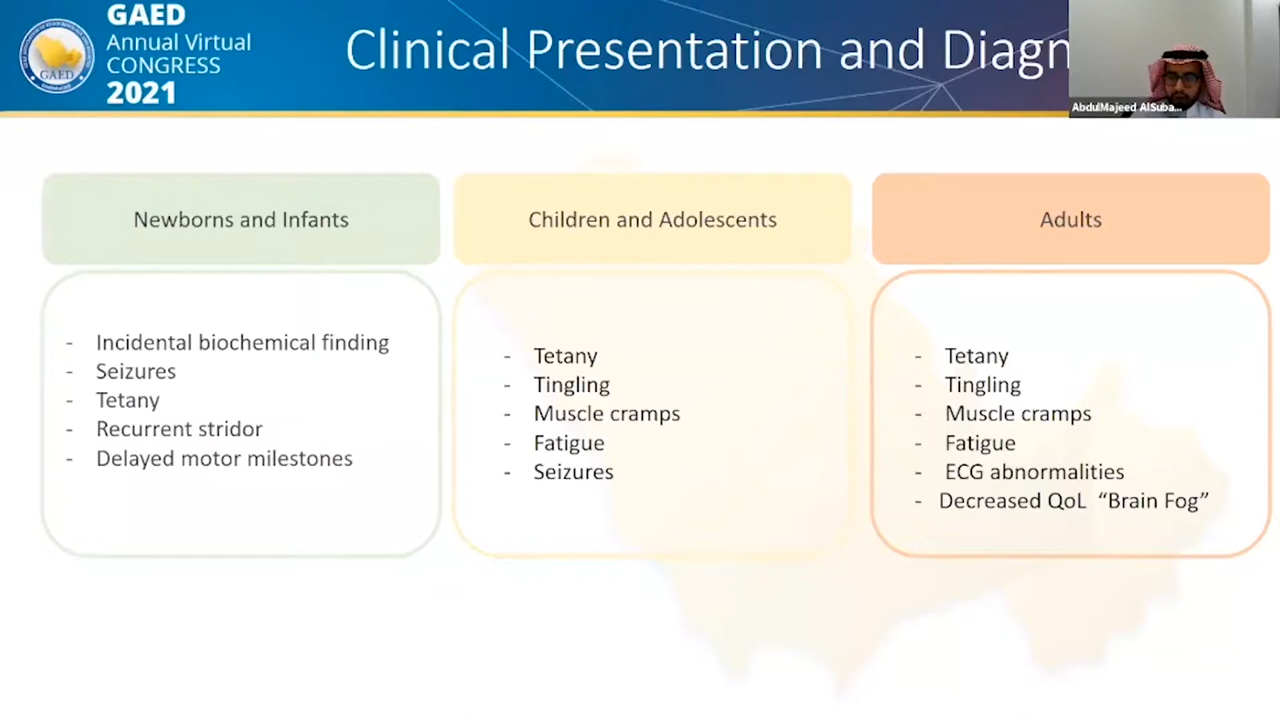 GAED
Annual Virtual
CONGRESS
2021
GAED
Clinical Presentation and Diagn
AbdulMajeed AlSuba...
Newborns and Infants
- Incidental biochemical finding
- Seizures
- Tetany
- Recurrent stridor
- Delayed motor milestones
Children and Adolescents
- Tetany
- Tingling
- Muscle cramps
- Fatigue
- Seizures
Adults
- Tetany
- Tingling
- Muscle cramps
- Fatigue
- ECG abnormalities
- Decreased QoL “Brain Fog”